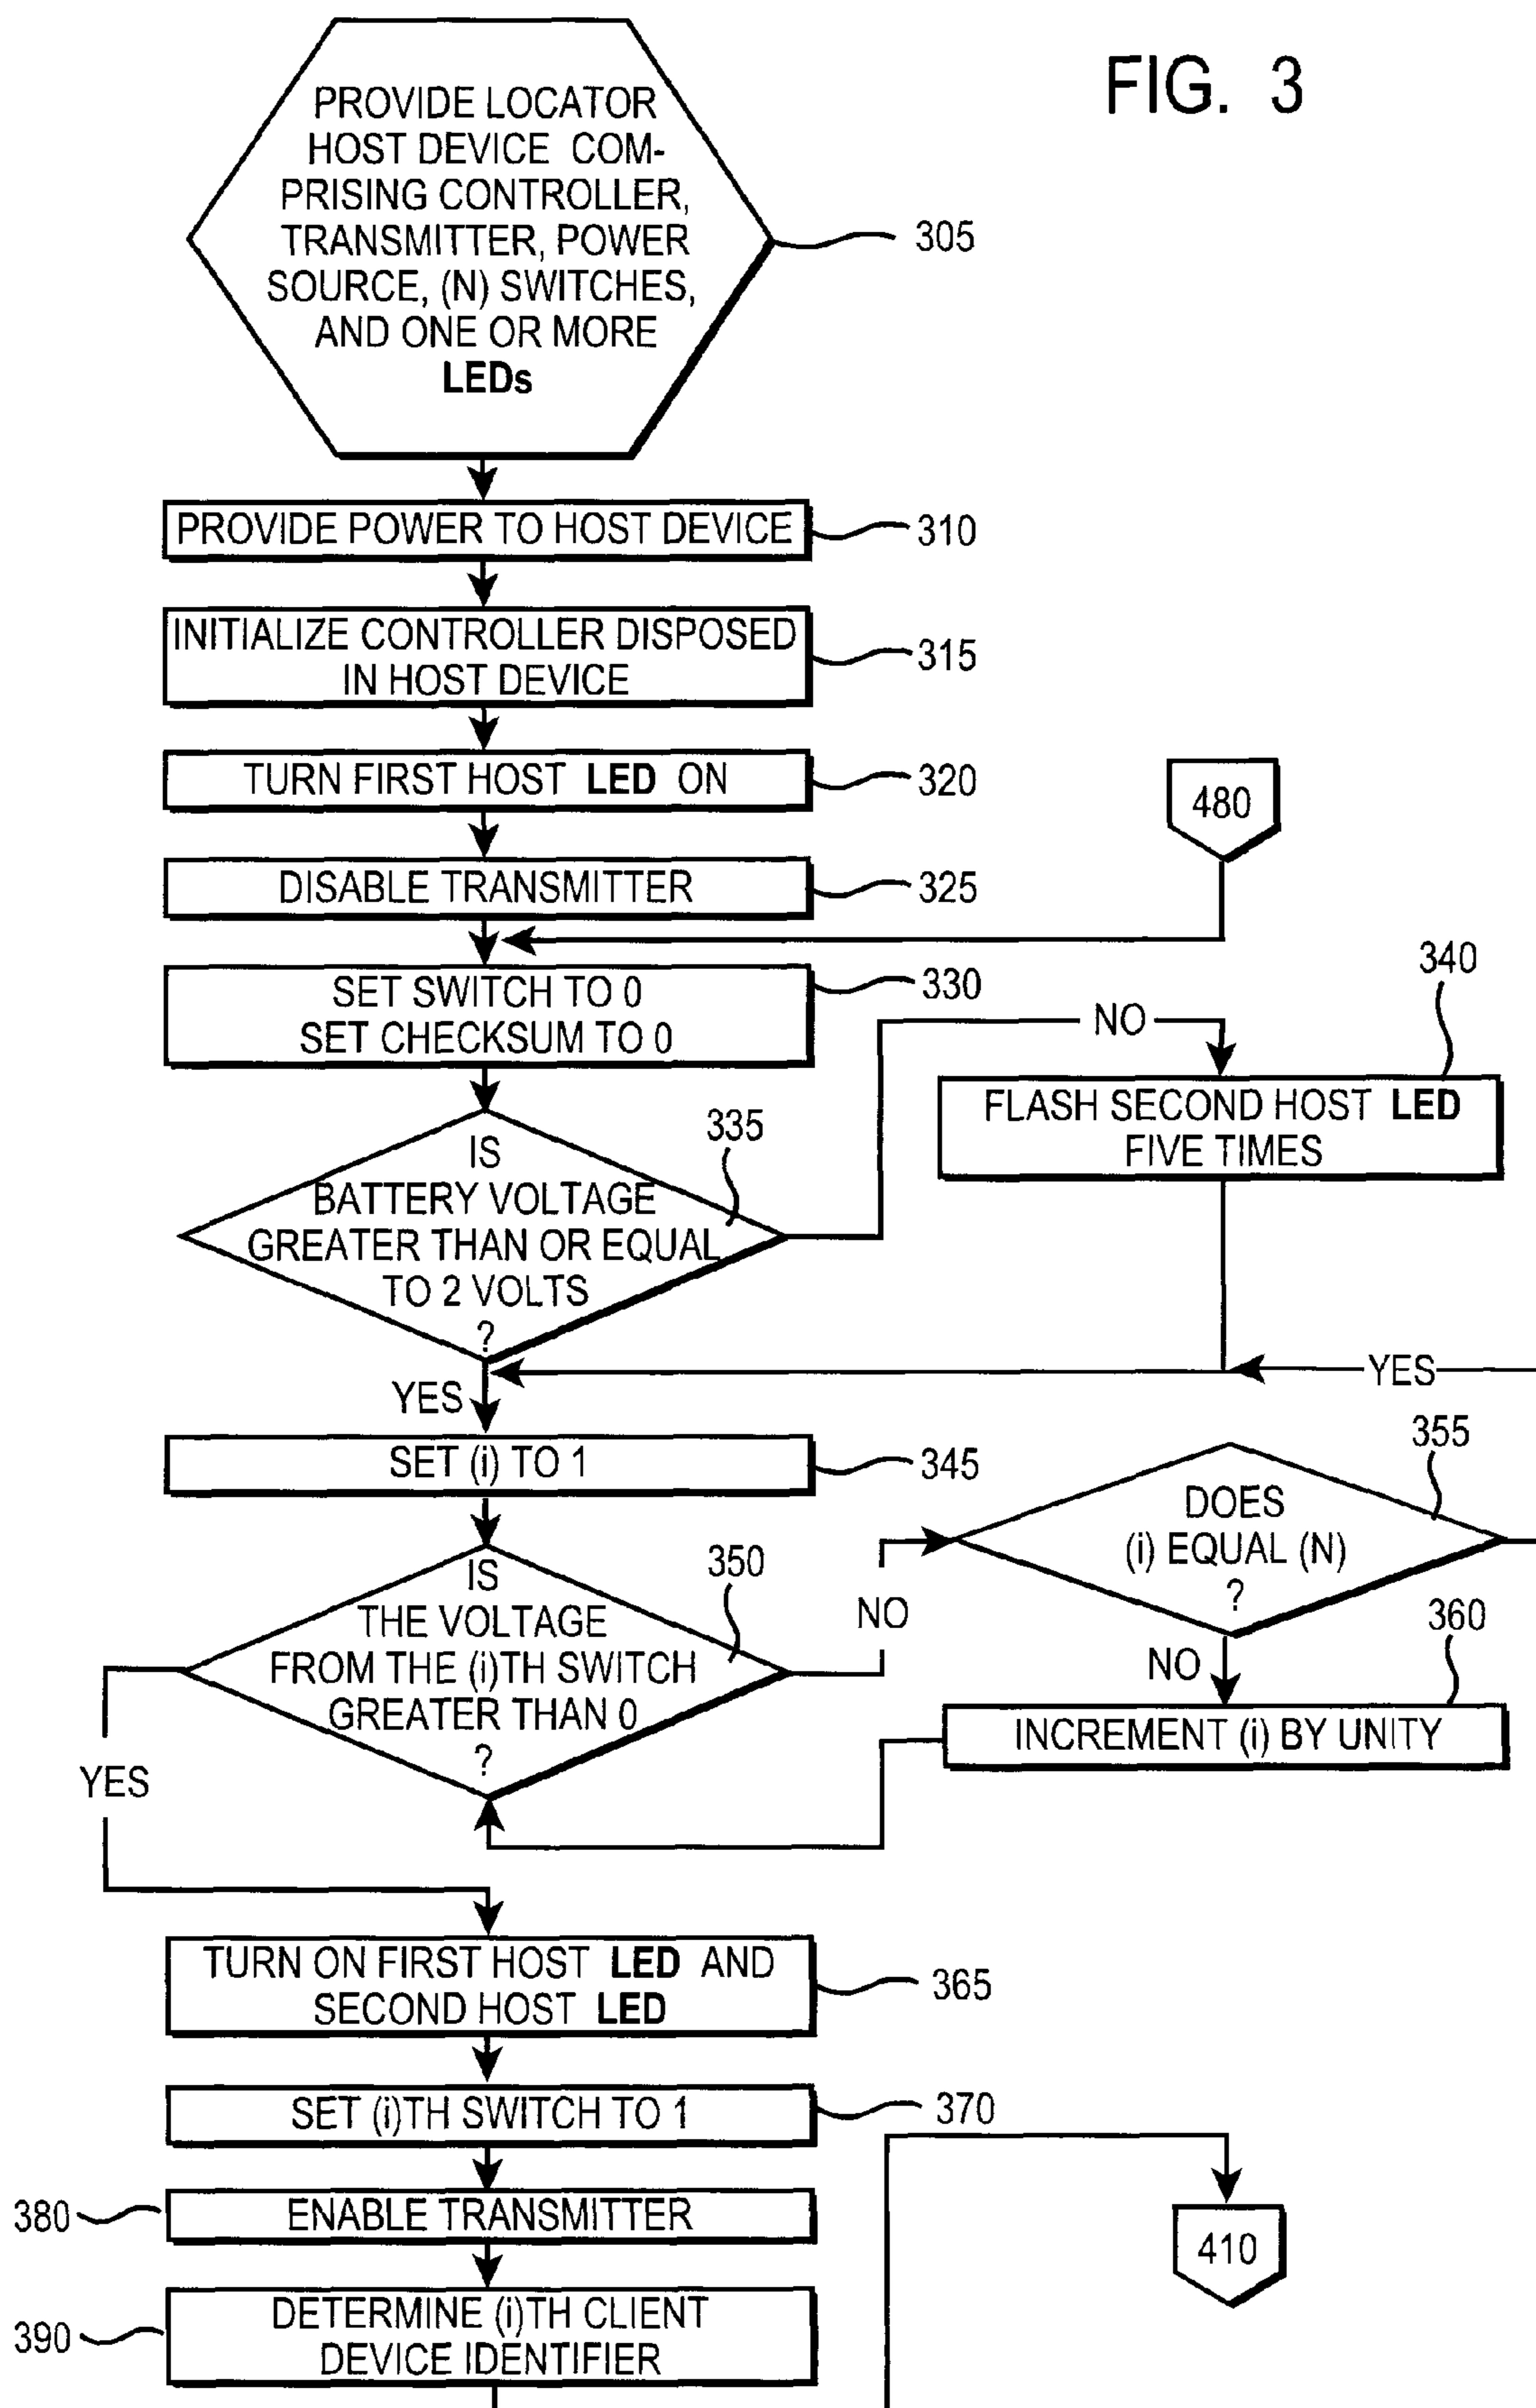 FIG. 3
PROVIDE LOCATOR
HOST DEVICE COM-
PRISING CONTROLLER,
TRANSMITTER, POWER
SOURCE, (N) SWITCHES,
AND ONE OR MORE
LEDs
305
PROVIDE POWER TO HOST DEVICE
310
INITIALIZE CONTROLLER DISPOSED
IN HOST DEVICE
315
TURN FIRST HOST LED ON
320
480
DISABLE TRANSMITTER
325
SET SWITCH TO 0
SET CHECKSUM TO 0
330
340
NO
FLASH SECOND HOST LED
FIVE TIMES
335
IS
BATTERY VOLTAGE
GREATER THAN OR EQUAL
TO 2 VOLTS
?
YES
YES
SET (i) TO 1
345
355
DOES
(i) EQUAL (N)
?
350
IS
THE VOLTAGE
FROM THE (i)TH SWITCH
GREATER THAN 0
?
NO
NO
360
INCREMENT (i) BY UNITY
YES
TURN ON FIRST HOST LED AND
SECOND HOST LED
365
SET (i)TH SWITCH TO 1
370
380
ENABLE TRANSMITTER
410
390
DETERMINE (i)TH CLIENT
DEVICE IDENTIFIER